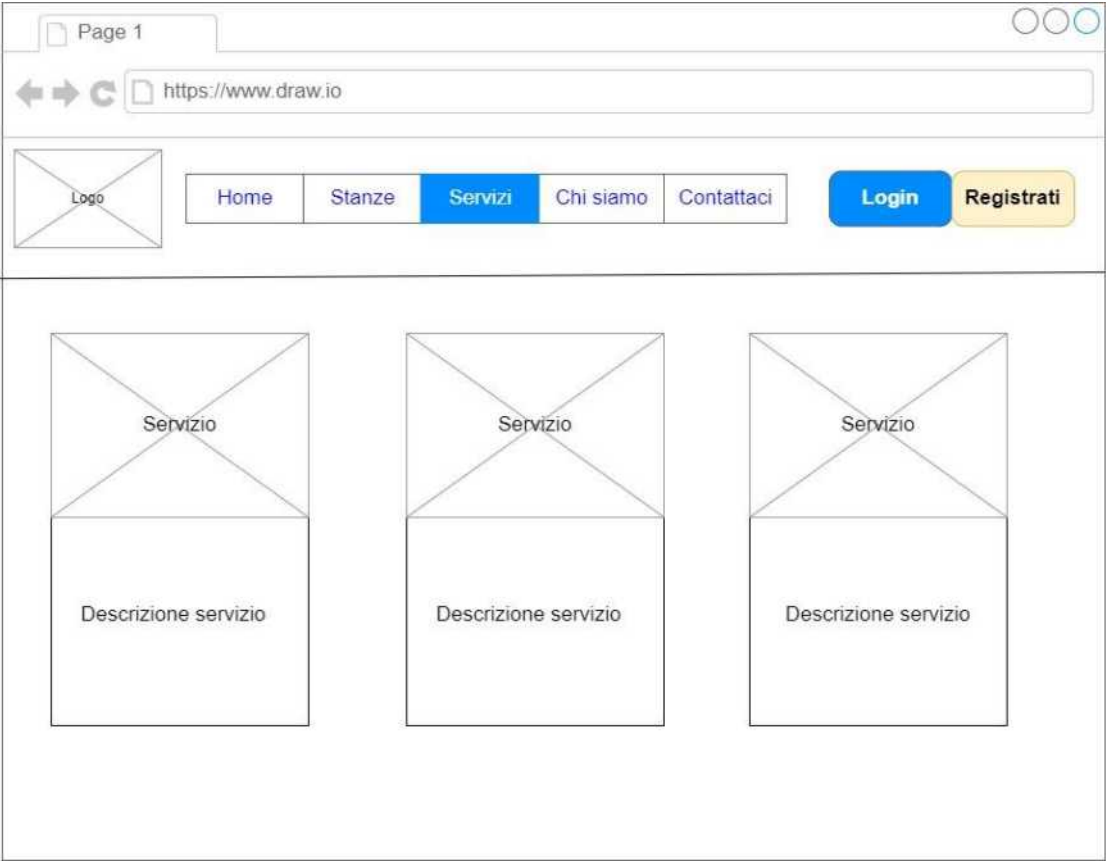 Page 1
https://www.draw.io
Logo Home Stanze Servizi Chi siamo Contattaci Login Registrati
Servizio Servizio Servizio
Descrizione servizio Descrizione servizio Descrizione servizio